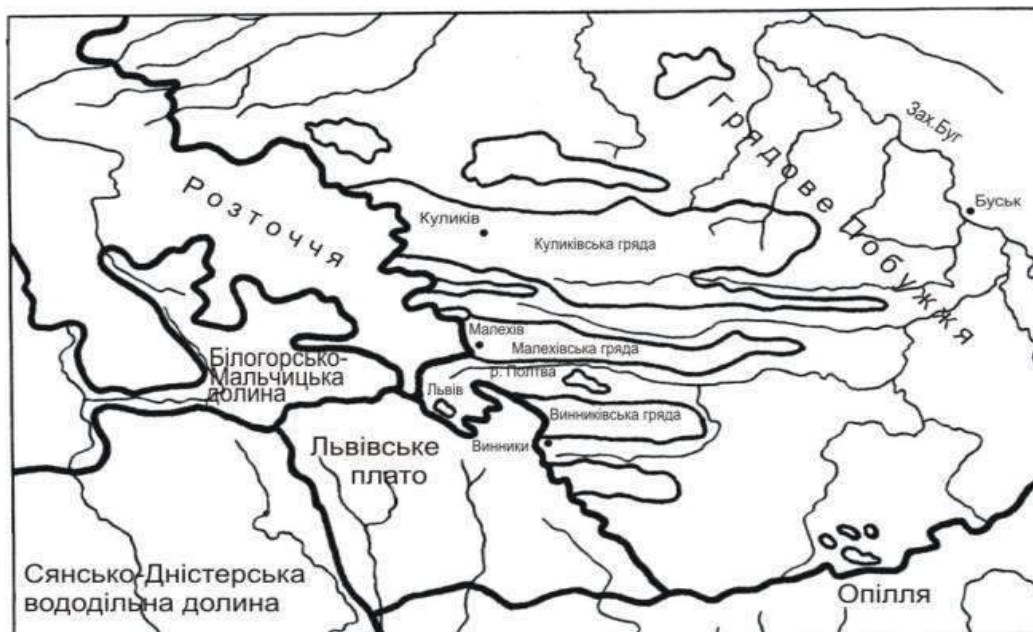 Грядове Побужжя
Зах.Буг
Розточчя
Буськ
Куликів
Куликівська гряда
Малехів
Малехівська гряда
р. Полтва
Білогорсько-
Мальчицька
долина
Львів
Винниківська гряда
Винники
Львівське
плато
Сянсько-Дністерська
вододільна долина
Опілля